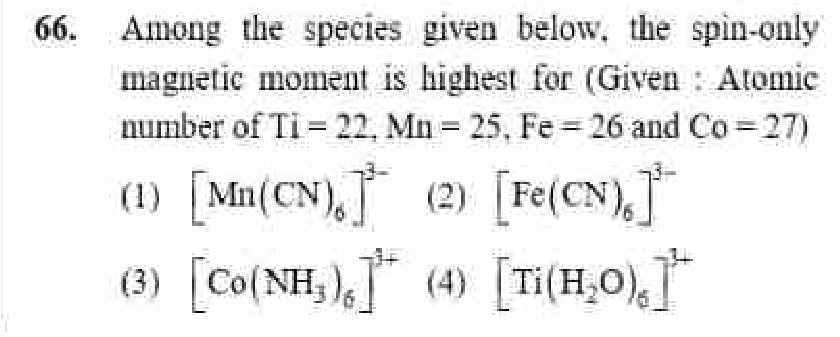 66. Among the species given below, the spin-only
magnetic moment is highest for (Given : Atomic
number of Ti = 22, Mn = 25, Fe = 26 and Co = 27)
(1) [Mn(CN)₆]³⁻ (2) [Fe(CN)₆]³⁻
(3) [Co(NH₃)₆]³⁺ (4) [Ti(H₂O)₆]³⁺